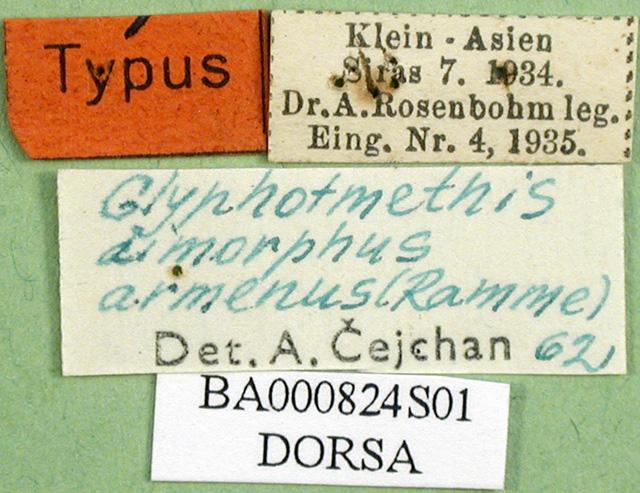 Typus
Klein - Asien
Siras 7. 1934.
Dr. A. Rosenbohm leg.
Eing. Nr. 4, 1935.
Glyphotmethis
dimorphus
armenus (Ramme)
Det. A. Čejchan 62
BA000824S01
DORSA